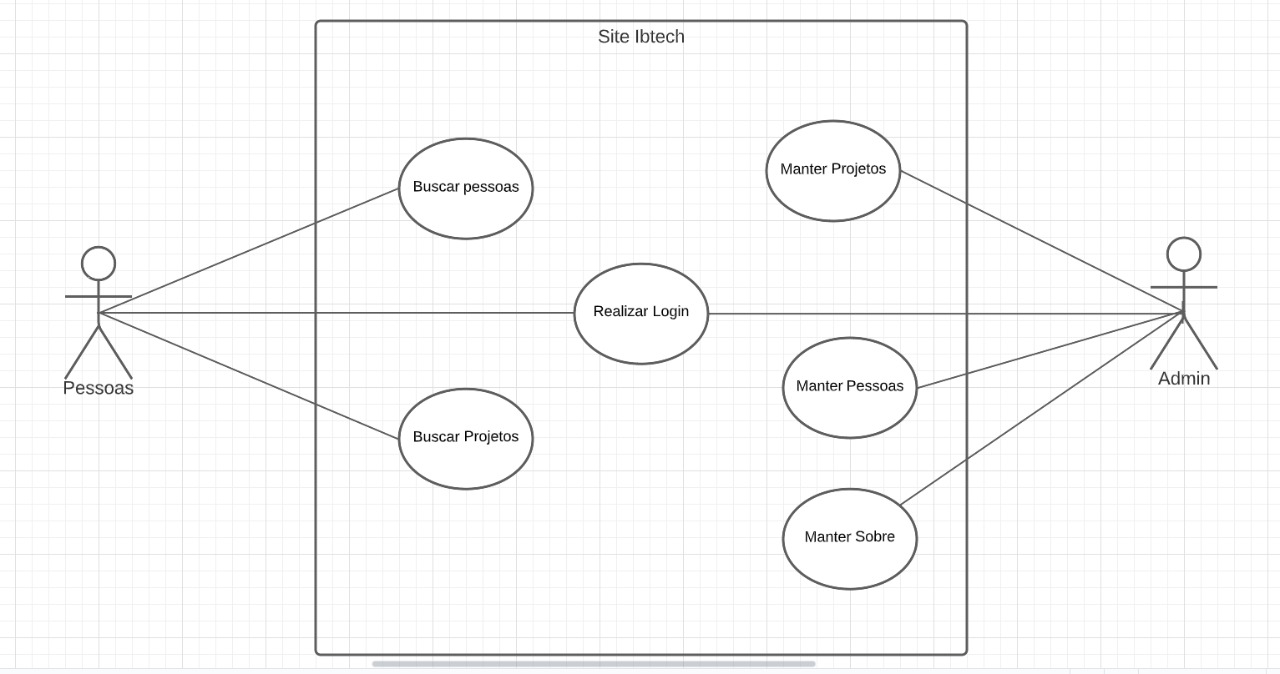 Site Ibtech
Manter Projetos
Buscar pessoas
Realizar Login
Manter Pessoas
Admin
Pessoas
Buscar Projetos
Manter Sobre